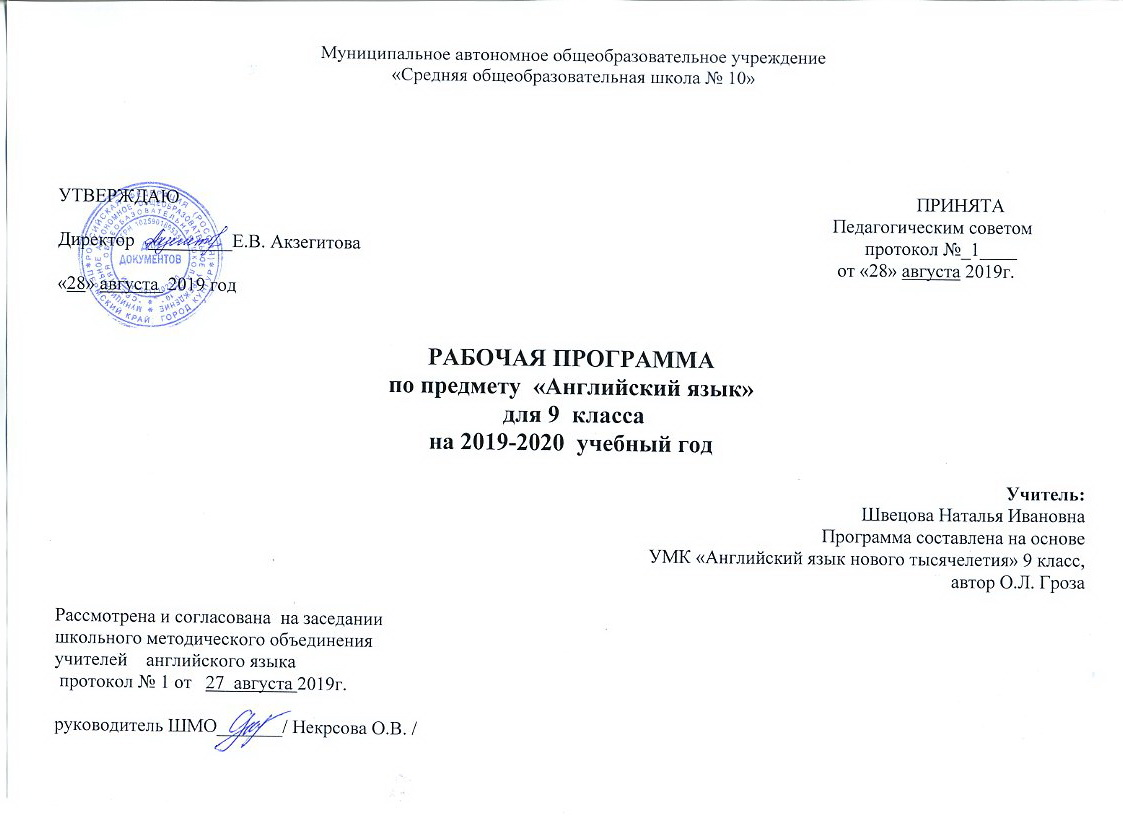 Муниципальное автономное общеобразовательное учреждение
«Средняя общеобразовательная школа № 10»
УТВЕРЖДАЮ
Директор __________Е.В. Акзегитова
«28» августа 2019 год
ДОКУМЕНТОВ
ПРИНЯТА
Педагогическим советом
протокол №_1____
от «28» августа 2019г.
РАБОЧАЯ ПРОГРАММА
по предмету «Английский язык»
для 9 класса
на 2019-2020 учебный год
Учитель:
Швецова Наталья Ивановна
Программа составлена на основе
УМК «Английский язык нового тысячелетия» 9 класс,
автор О.Л. Гроза
Рассмотрена и согласована на заседании
школьного методического объединения
учителей английского языка
протокол № 1 от 27 августа 2019г.
руководитель ШМО_______/ Некрсова О.В. /